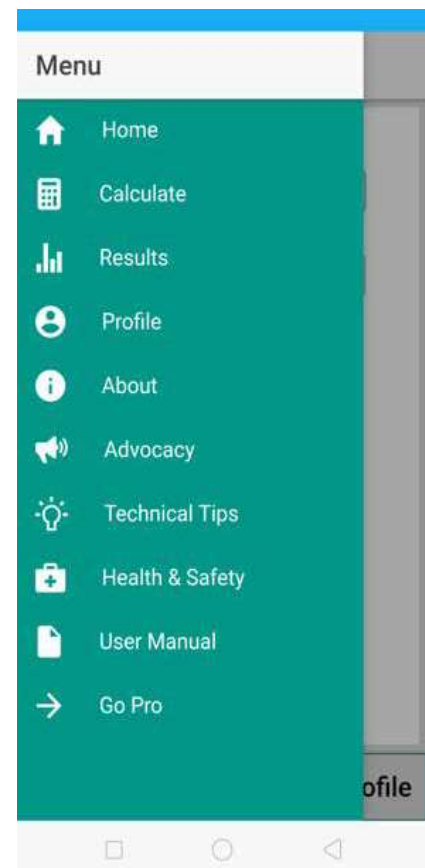 Menu
Home
Calculate
Results
Profile
About
Advocacy
Technical Tips
Health & Safety
User Manual
Go Pro
ofile